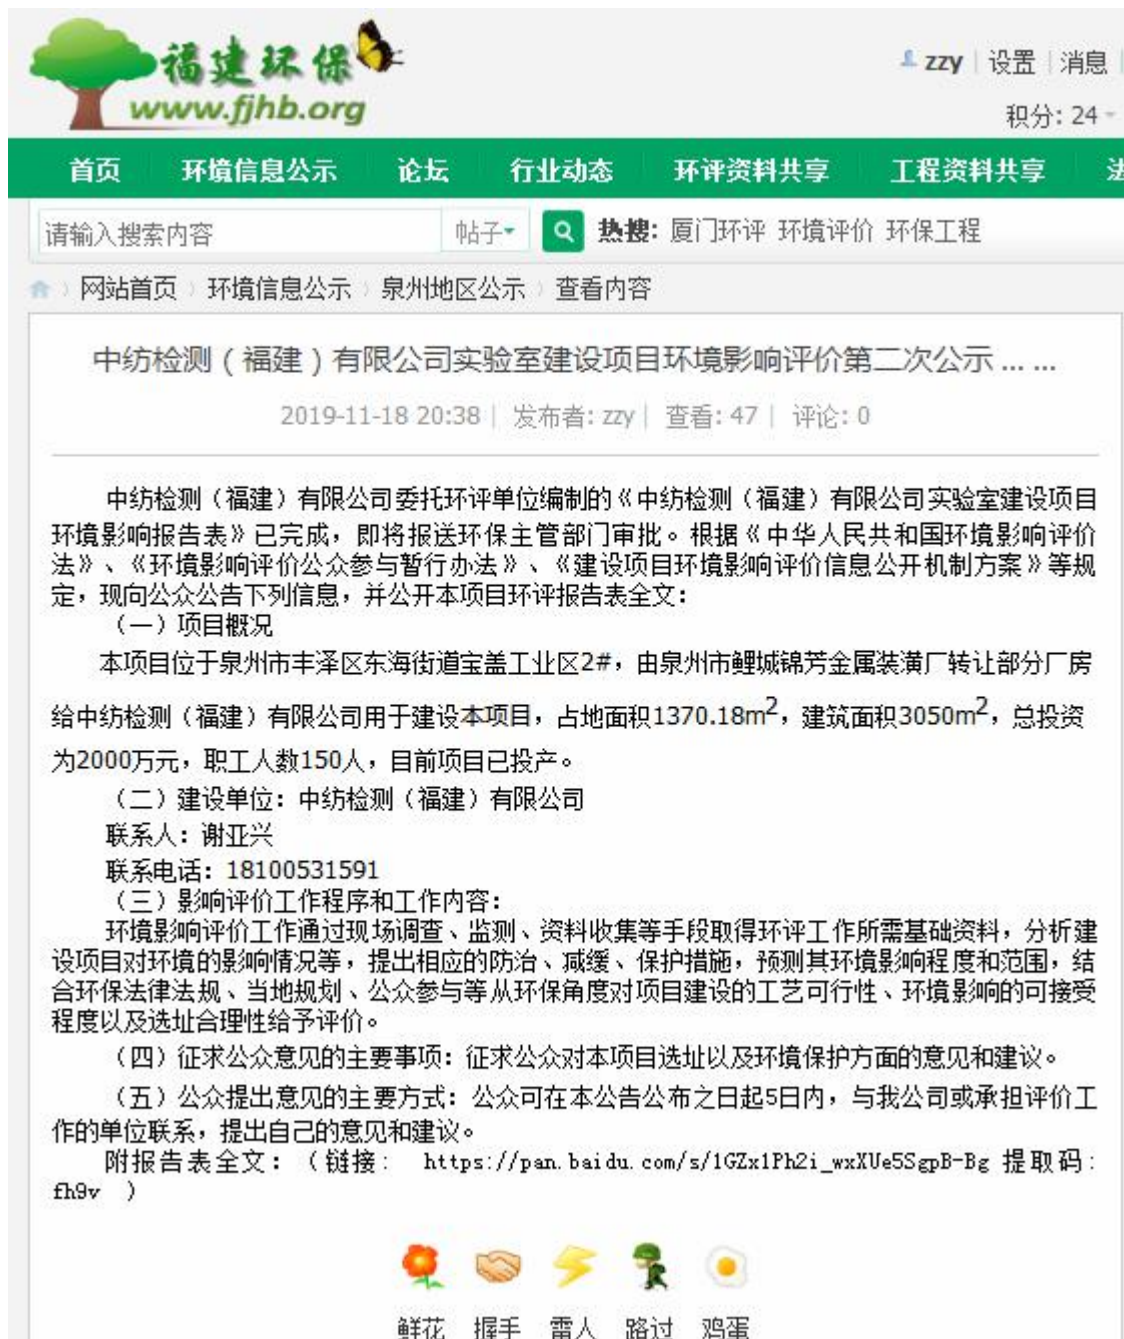 福建环保
www.fjhb.org
zzy 设置 消息
积分: 24
首页 环境信息公示 论坛 行业动态 环评资料共享 工程资料共享
请输入搜索内容 帖子 热搜: 厦门环评 环境评价 环保工程
网站首页 › 环境信息公示 › 泉州地区公示 › 查看内容
中纺检测（福建）有限公司实验室建设项目环境影响评价第二次公示 ... ...
2019-11-18 20:38 | 发布者: zzy | 查看: 47 | 评论: 0
中纺检测（福建）有限公司委托环评单位编制的《中纺检测（福建）有限公司实验室建设项目
环境影响报告表》已完成，即将报送环保主管部门审批。根据《中华人民共和国环境影响评价
法》、《环境影响评价公众参与暂行办法》、《建设项目环境影响评价信息公开机制方案》等规
定，现向公众公告下列信息，并公开本项目环评报告表全文：
（一）项目概况
本项目位于泉州市丰泽区东海街道宝盖工业区2#，由泉州市鲤城锦芳金属装潢厂转让部分厂房
给中纺检测（福建）有限公司用于建设本项目，占地面积1370.18m²，建筑面积3050m²，总投资
为2000万元，职工人数150人，目前项目已投产。
（二）建设单位：中纺检测（福建）有限公司
联系人：谢亚兴
联系电话：18100531591
（三）影响评价工作程序和工作内容：
环境影响评价工作通过现场调查、监测、资料收集等手段取得环评工作所需基础资料，分析建
设项目对环境的影响情况等，提出相应的防治、减缓、保护措施，预测其环境影响程度和范围，结
合环保法律法规、当地规划、公众参与等从环保角度对项目建设的工艺可行性、环境影响的可接受
程度以及选址合理性给予评价。
（四）征求公众意见的主要事项：征求公众对本项目选址以及环境保护方面的意见和建议。
（五）公众提出意见的主要方式：公众可在本公告公布之日起5日内，与我公司或承担评价工
作的单位联系，提出自己的意见和建议。
附报告表全文：（链接： https://pan.baidu.com/s/1GZx1Ph2i_wxXUe5SgpB-Bg 提取码：
fh9v ）
鲜花 握手 雷人 路过 鸡蛋